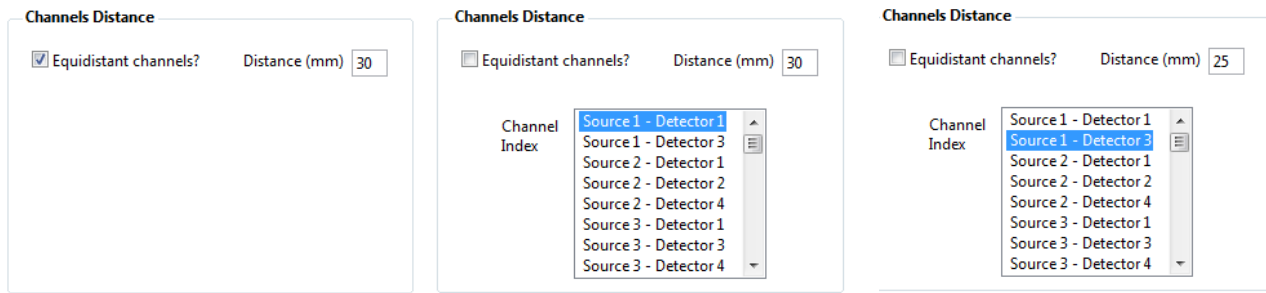 Channels Distance
Equidistant channels? Distance (mm) 30
Channels Distance
Equidistant channels? Distance (mm) 30
Channel Index
Source 1 - Detector 1
Source 1 - Detector 3
Source 2 - Detector 1
Source 2 - Detector 2
Source 2 - Detector 4
Source 3 - Detector 1
Source 3 - Detector 3
Source 3 - Detector 4
Channels Distance
Equidistant channels? Distance (mm) 25
Channel Index
Source 1 - Detector 1
Source 1 - Detector 3
Source 2 - Detector 1
Source 2 - Detector 2
Source 2 - Detector 4
Source 3 - Detector 1
Source 3 - Detector 3
Source 3 - Detector 4